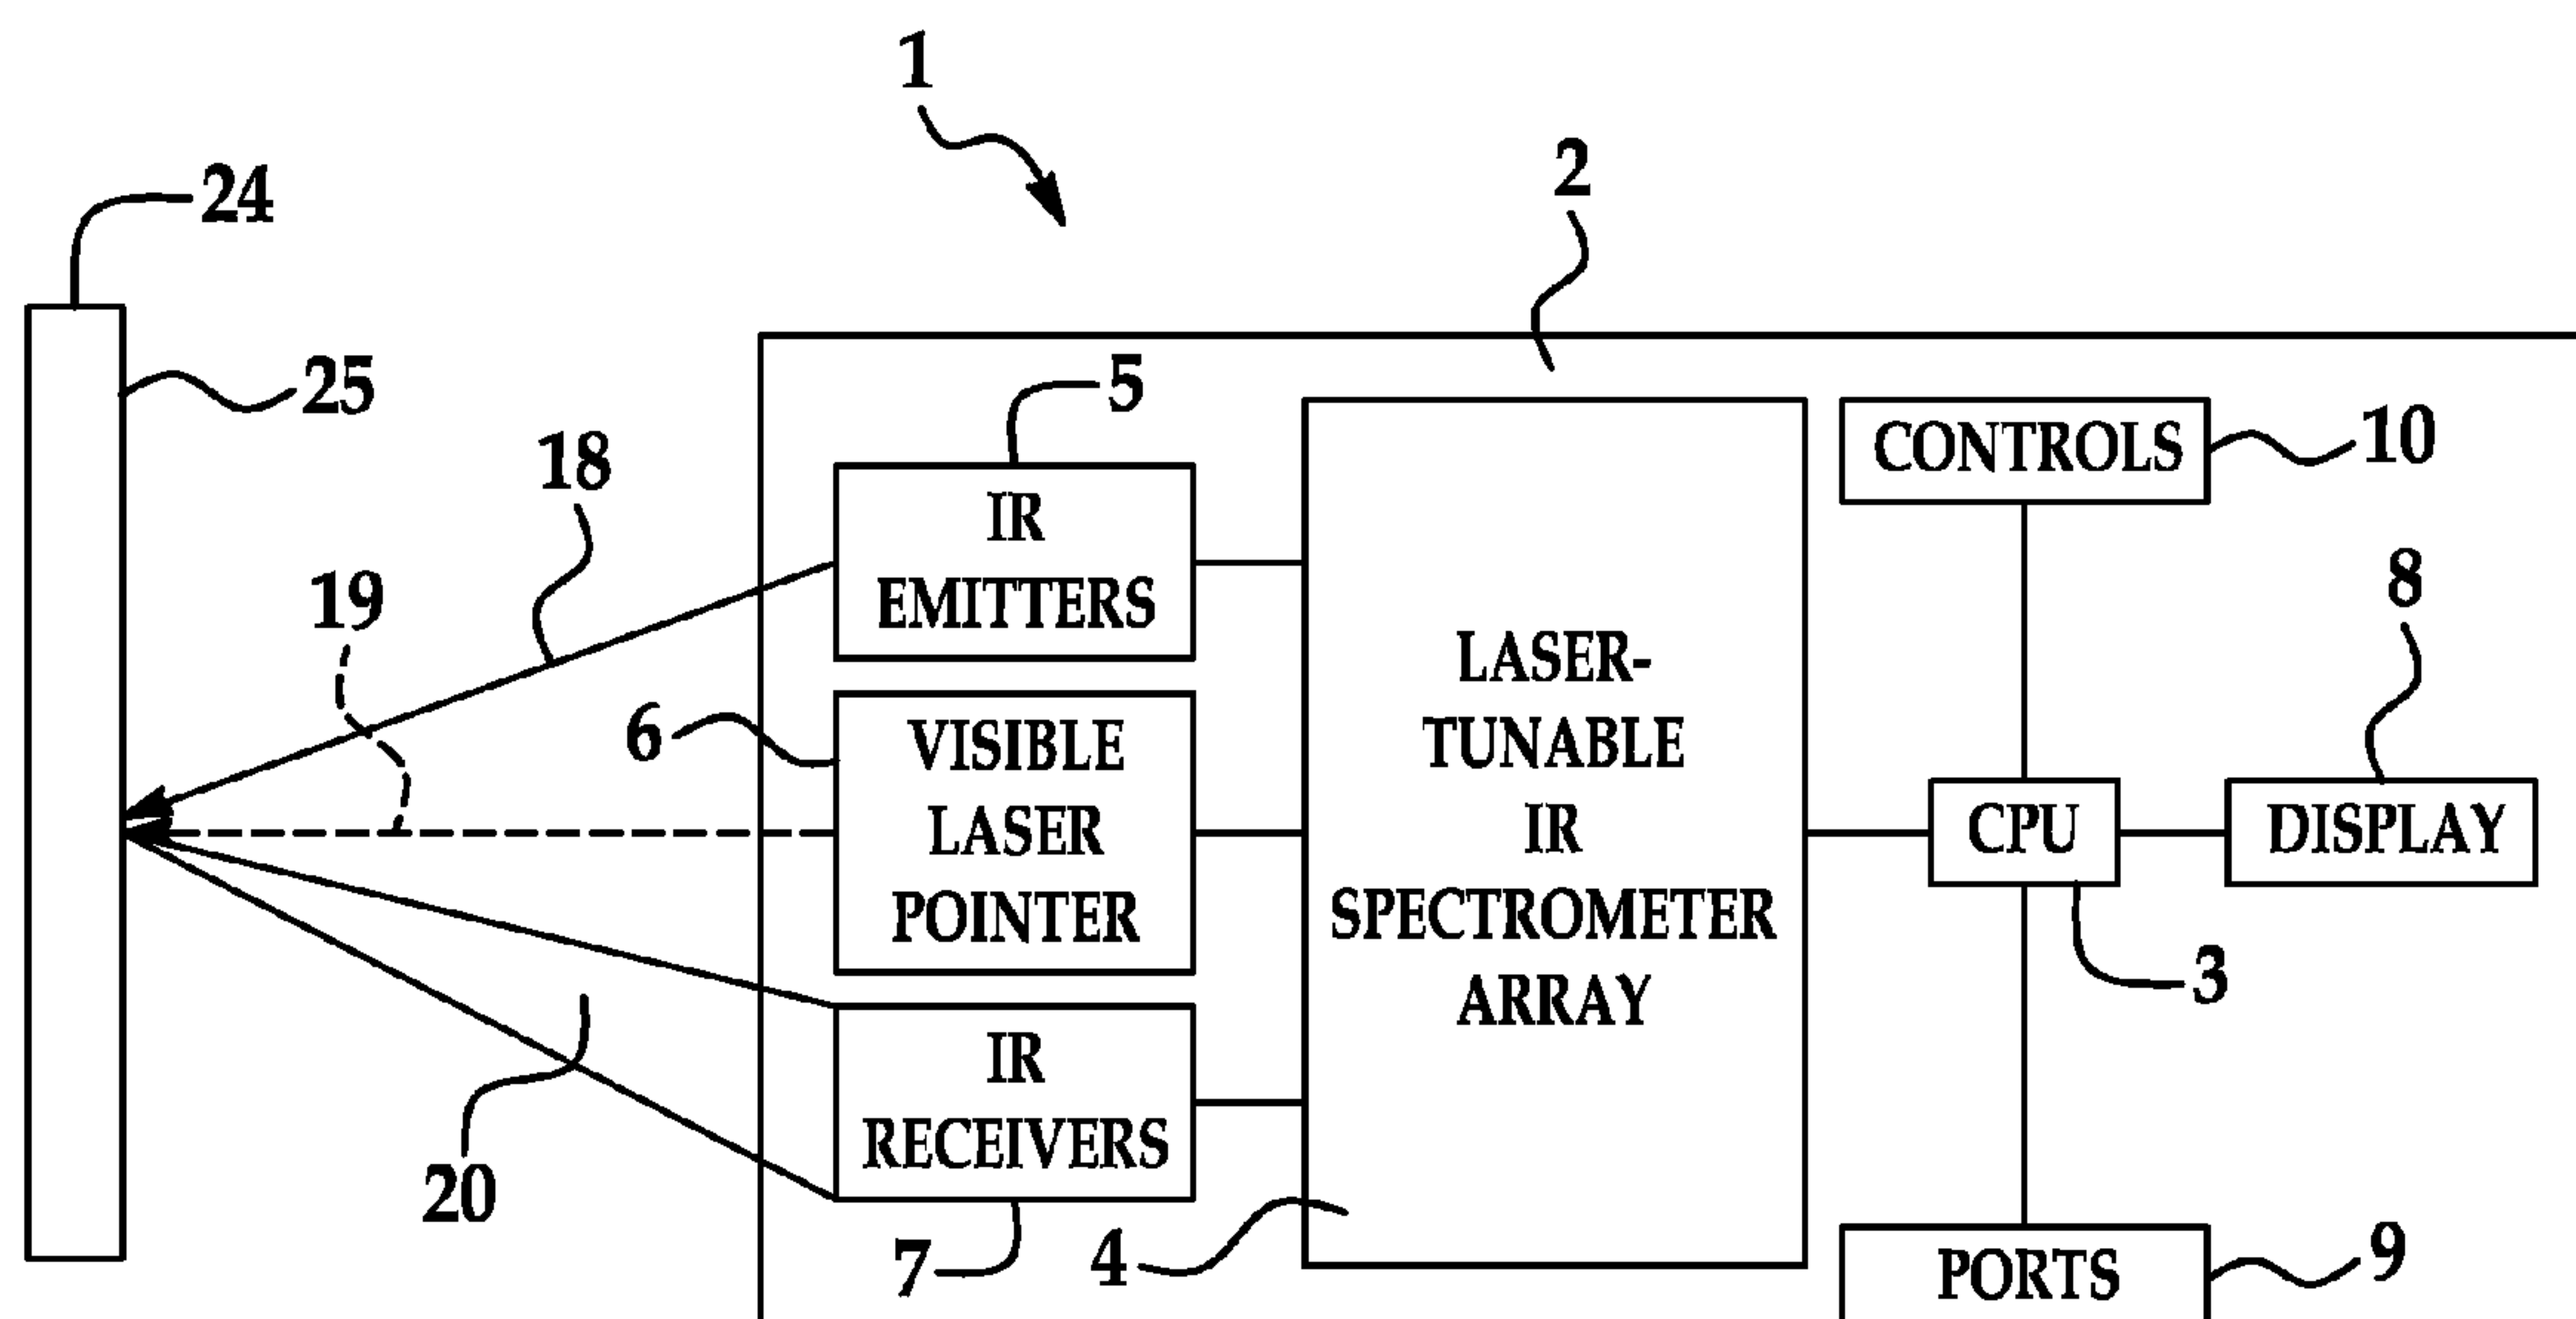 1
2
24
25
5
CONTROLS
10
18
IR
EMITTERS
8
19
6
VISIBLE
LASER
POINTER
LASER-
TUNABLE
IR
SPECTROMETER
ARRAY
CPU
DISPLAY
3
IR
RECEIVERS
20
7
4
PORTS
9